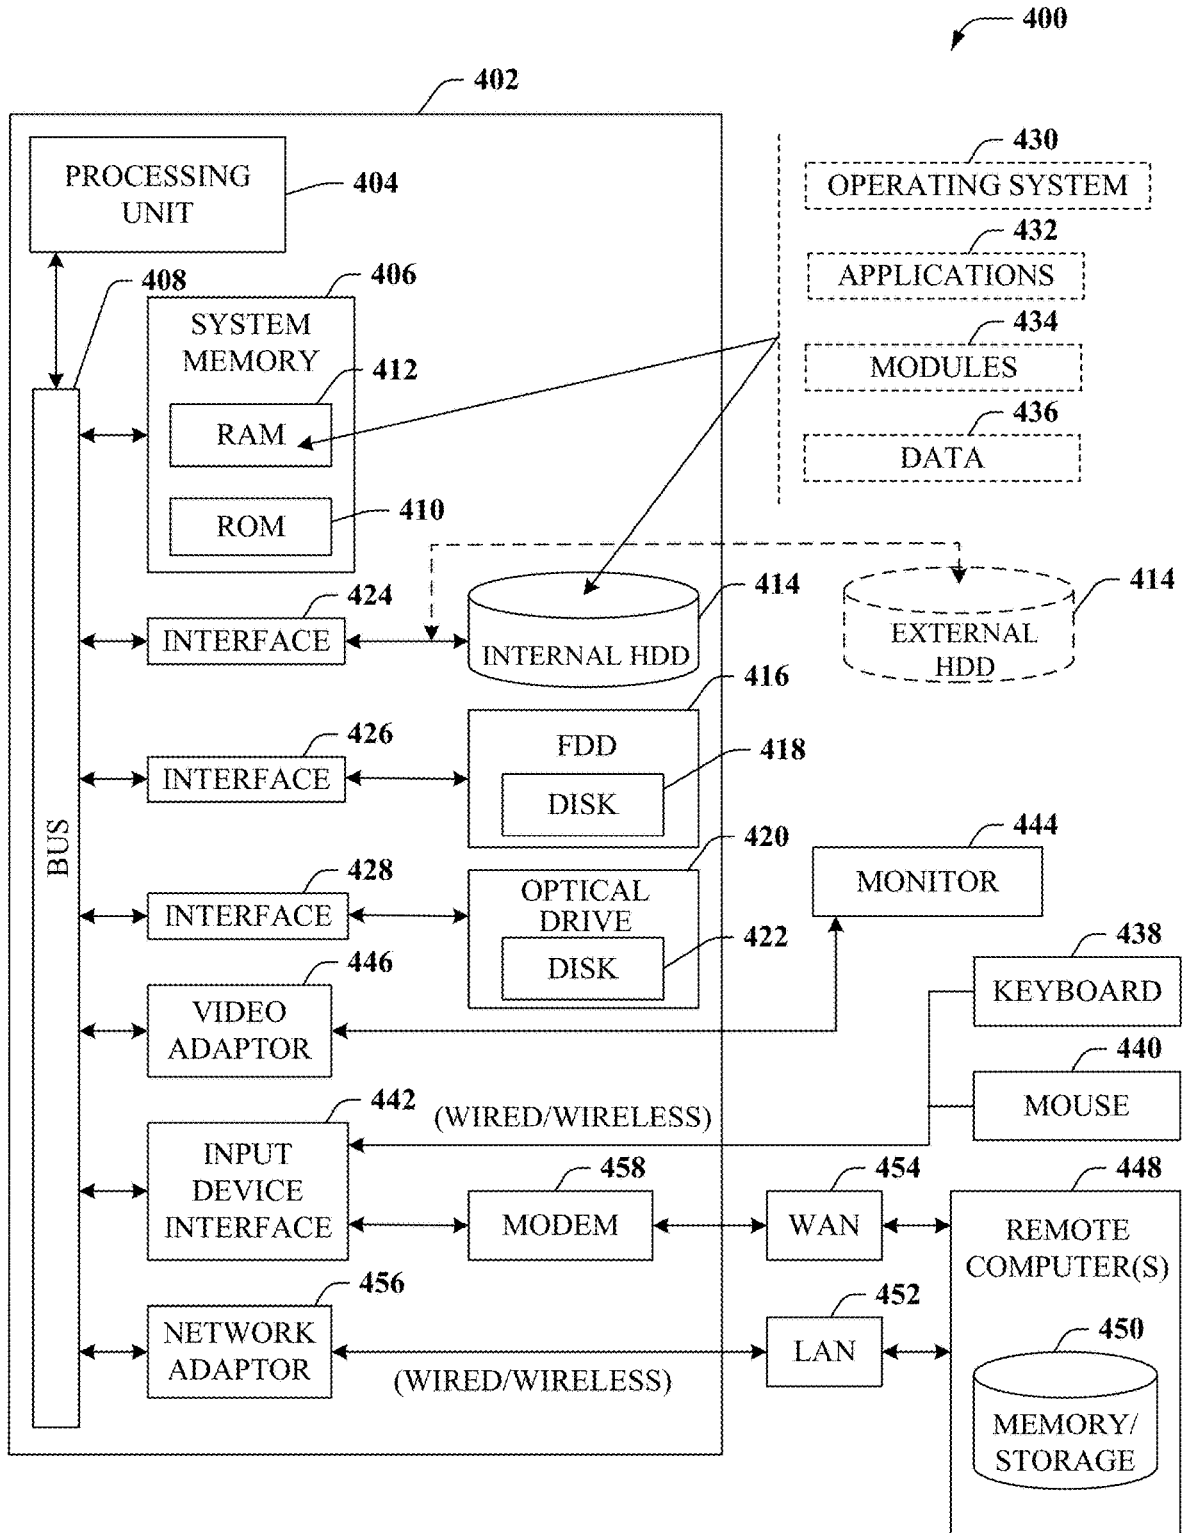 400
402
PROCESSING
UNIT
404
430
OPERATING SYSTEM
432
APPLICATIONS
434
MODULES
436
DATA
408
406
SYSTEM
MEMORY
412
RAM
410
ROM
424
INTERFACE
414
INTERNAL HDD
414
EXTERNAL
HDD
416
FDD
426
INTERFACE
418
DISK
BUS
420
OPTICAL
DRIVE
428
INTERFACE
422
DISK
444
MONITOR
446
VIDEO
ADAPTOR
438
KEYBOARD
440
MOUSE
442
(WIRED/WIRELESS)
INPUT
DEVICE
INTERFACE
458
MODEM
454
WAN
448
REMOTE
COMPUTER(S)
456
NETWORK
ADAPTOR
(WIRED/WIRELESS)
452
LAN
450
MEMORY/
STORAGE